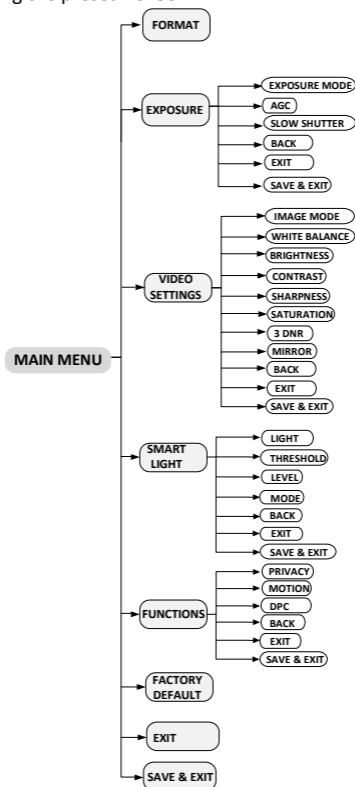 FORMAT
EXPOSURE
EXPOSURE MODE
AGC
SLOW SHUTTER
BACK
EXIT
SAVE & EXIT
MAIN MENU
VIDEO
SETTINGS
IMAGE MODE
WHITE BALANCE
BRIGHTNESS
CONTRAST
SHARPNESS
SATURATION
3 DNR
MIRROR
BACK
EXIT
SAVE & EXIT
SMART
LIGHT
LIGHT
THRESHOLD
LEVEL
MODE
BACK
EXIT
SAVE & EXIT
FUNCTIONS
PRIVACY
MOTION
DPC
BACK
EXIT
SAVE & EXIT
FACTORY
DEFAULT
EXIT
SAVE & EXIT